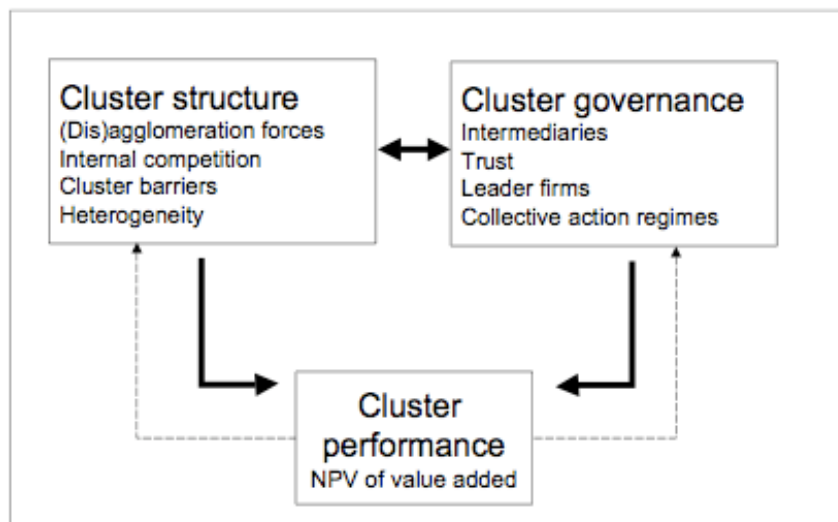 Cluster structure
(Dis)agglomeration forces
Internal competition
Cluster barriers
Heterogeneity
Cluster governance
Intermediaries
Trust
Leader firms
Collective action regimes
Cluster
performance
NPV of value added